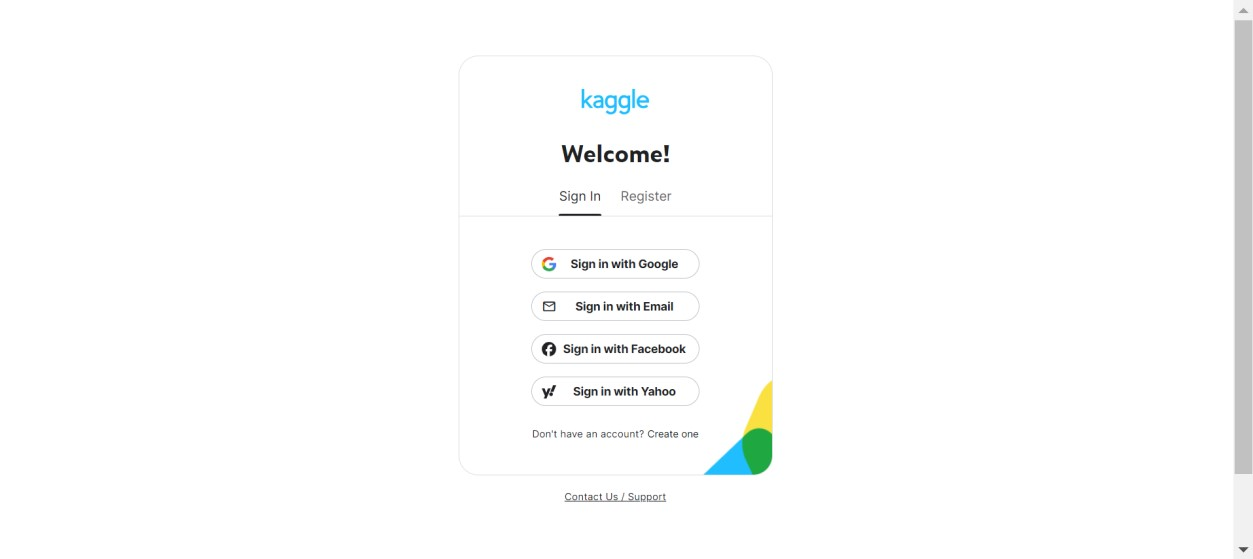 kaggle
Welcome!
Sign In Register
Sign in with Google
Sign in with Email
Sign in with Facebook
Sign in with Yahoo
Don't have an account? Create one
Contact Us / Support